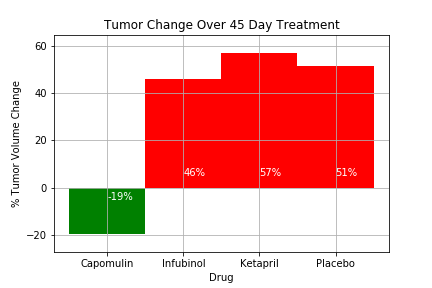 Tumor Change Over 45 Day Treatment
% Tumor Volume Change
60
40
20
0
−20
-19%
46%
57%
51%
Capomulin
Infubinol
Ketapril
Placebo
Drug